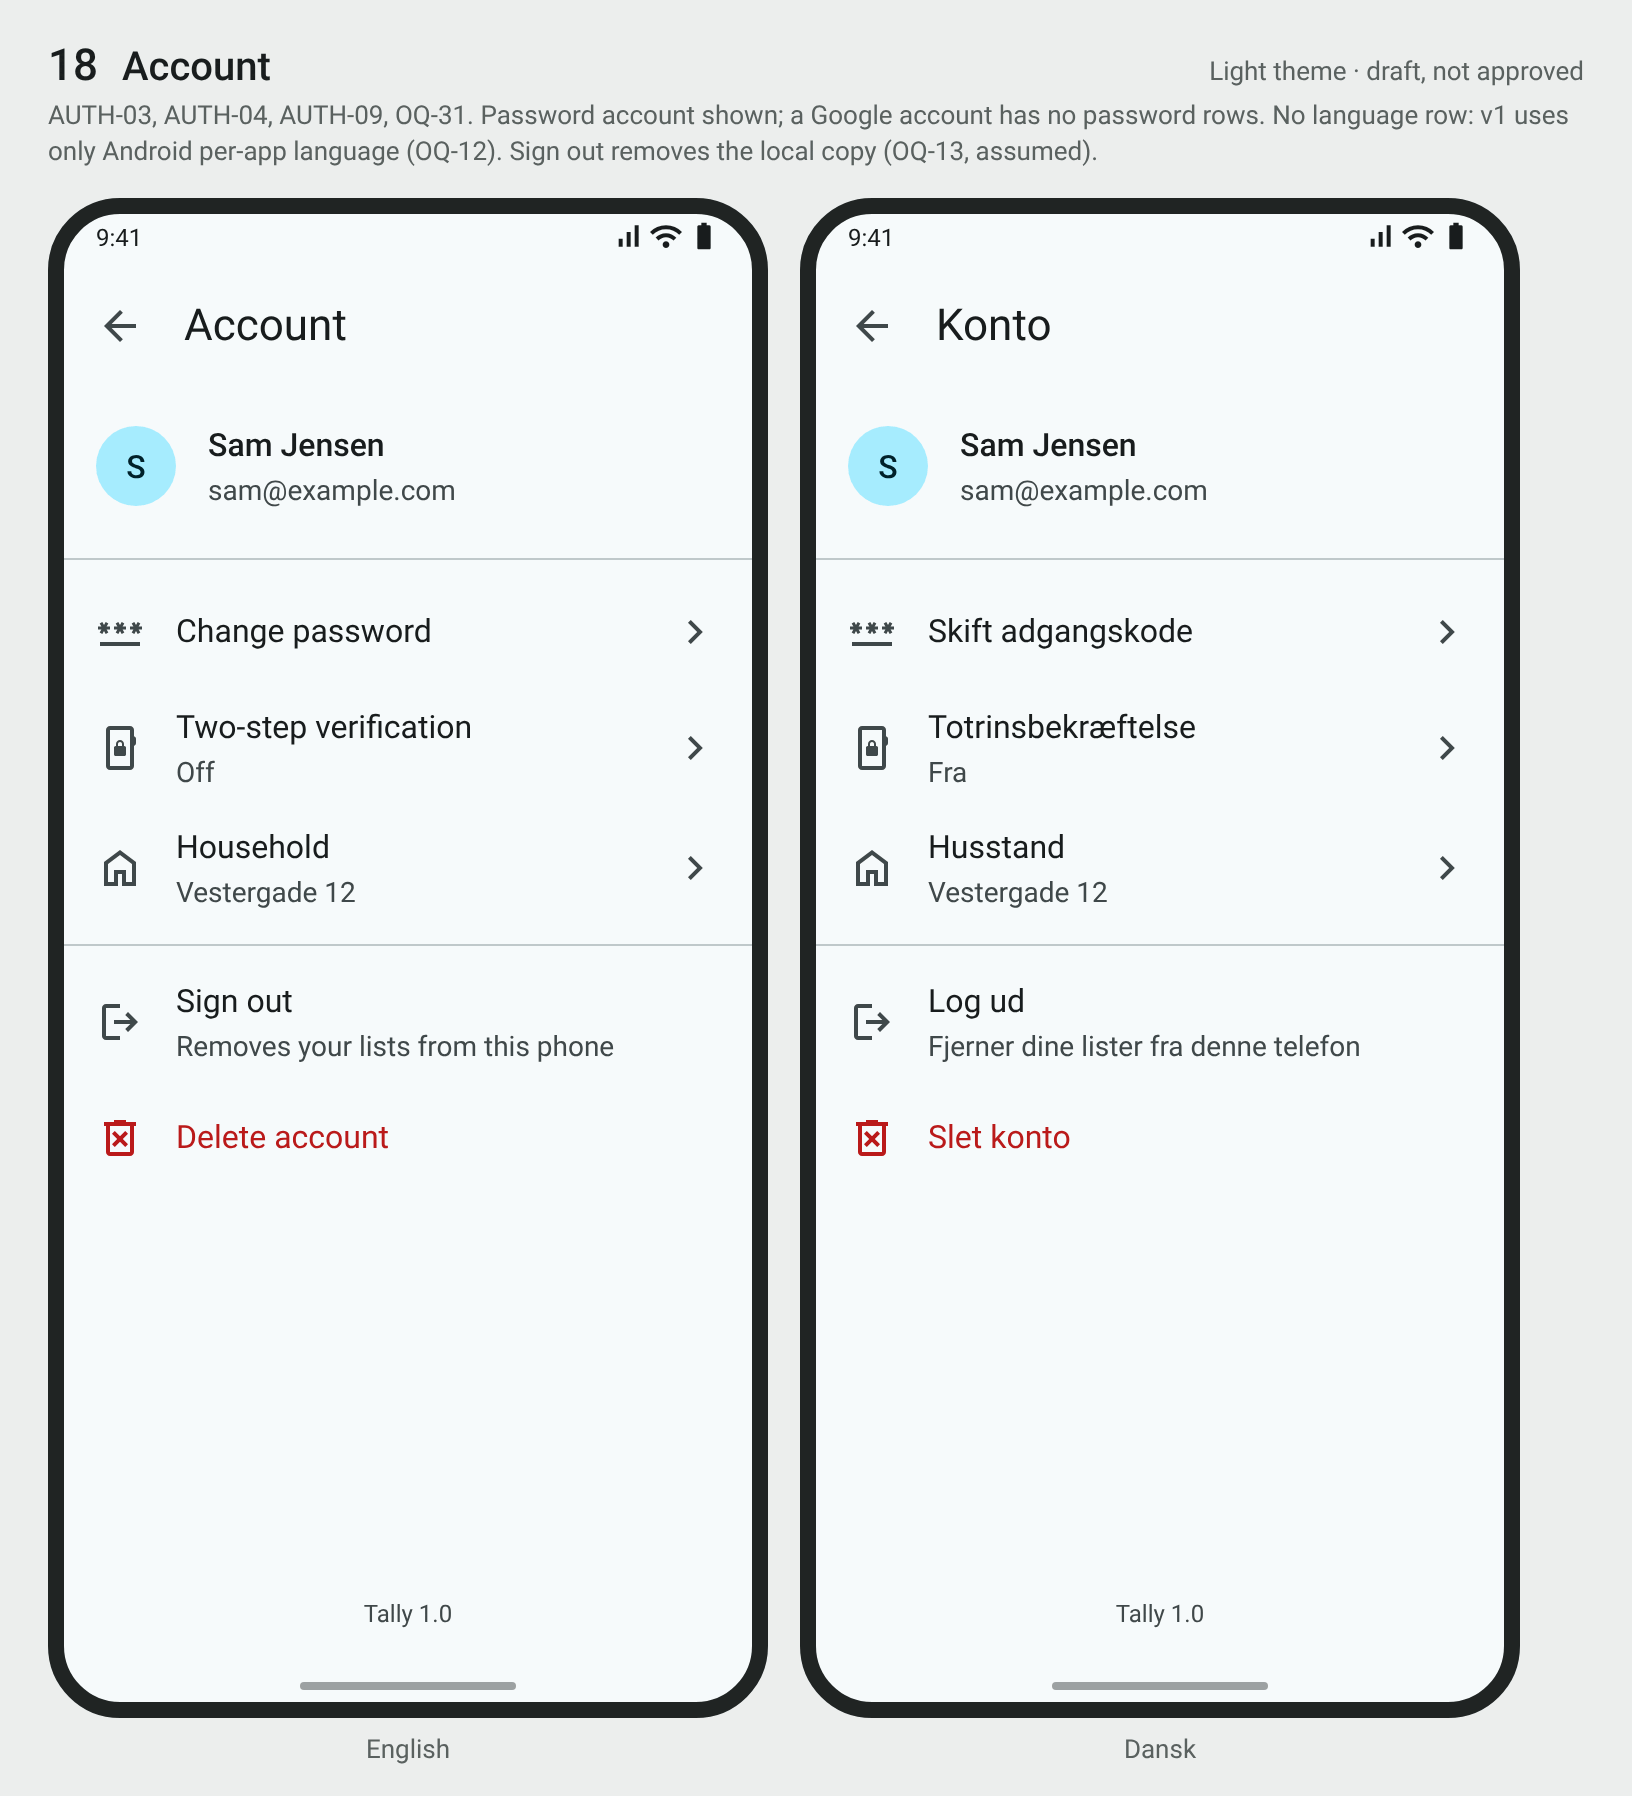 18 Account
Light theme · draft, not approved
AUTH-03, AUTH-04, AUTH-09, OQ-31. Password account shown; a Google account has no password rows. No language row: v1 uses
only Android per-app language (OQ-12). Sign out removes the local copy (OQ-13, assumed).
9:41
Account
S
Sam Jensen
sam@example.com
Change password
Two-step verification
Off
Household
Vestergade 12
Sign out
Removes your lists from this phone
Delete account
Tally 1.0
English
9:41
Konto
S
Sam Jensen
sam@example.com
Skift adgangskode
Totrinsbekræftelse
Fra
Husstand
Vestergade 12
Log ud
Fjerner dine lister fra denne telefon
Slet konto
Tally 1.0
Dansk